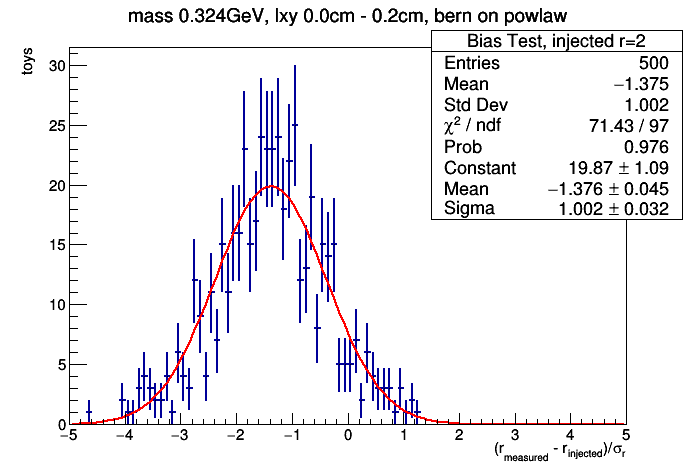 mass 0.324GeV, lxy 0.0cm - 0.2cm, bern on powlaw
toys
Bias Test, injected r=2
Entries 500
Mean −1.375
Std Dev 1.002
χ² / ndf 71.43 / 97
Prob 0.976
Constant 19.87 ± 1.09
Mean −1.376 ± 0.045
Sigma 1.002 ± 0.032
30
25
20
15
10
5
0
−5 −4 −3 −2 −1 0 1 2 3 4 5
(r_measured - r_injected)/σ_r